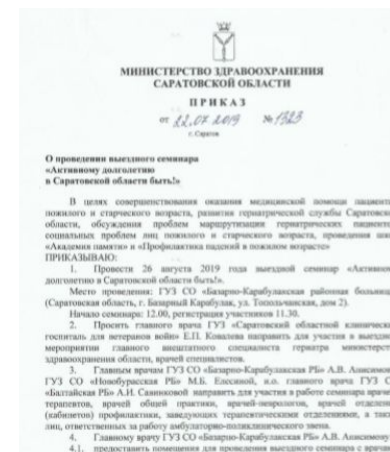 МИНИСТЕРСТВО ЗДРАВООХРАНЕНИЯ
САРАТОВСКОЙ ОБЛАСТИ
ПРИКАЗ
от 22.07.2019 № 1323
г. Саратов
О проведении выездного семинара
«Активному долголетию
в Саратовской области быть!»
В целях совершенствования оказания медицинской помощи пациент
пожилого и старческого возраста, развития гериатрической службы Саратовск
области, обсуждения проблем маршрутизации гериатрических пациент
социальных проблем лиц пожилого и старческого возраста, проведения шко
«Академия памяти» и «Профилактика падений в пожилом возрасте»
ПРИКАЗЫВАЮ:
1. Провести 26 августа 2019 года выездной семинар «Активно
долголетию в Саратовской области быть!».
Место проведения: ГУЗ СО «Базарно-Карабулакская районная больниц
(Саратовская область, г. Базарный Карабулак, ул. Топольчанская, дом 2).
Начало семинара: 12.00, регистрация участников 11.30.
2. Просить главного врача ГУЗ «Саратовский областной клиническ
госпиталь для ветеранов войн» Е.П. Ковалева направить для участия в выездно
мероприятии главного внештатного специалиста гериатра министерст
здравоохранения области, врачей специалистов.
3. Главным врачам ГУЗ СО «Базарно-Карабулакская РБ» А.В. Анисимов
ГУЗ СО «Новобурасская РБ» М.Б. Елесиной, и.о. главного врача ГУЗ С
«Балтайская РБ» А.И. Савинковой направить для участия в работе семинара врач
терапевтов, врачей общей практики, врачей-неврологов, врачей отделен
(кабинетов) профилактики, заведующих терапевтическими отделениями, а такж
лиц, ответственных за работу амбулаторно-поликлинического звена.
4. Главному врачу ГУЗ СО «Базарно-Карабулакская РБ» А.В. Анисимову
4.1. предоставить помещения для проведения выездного семинара с врачам